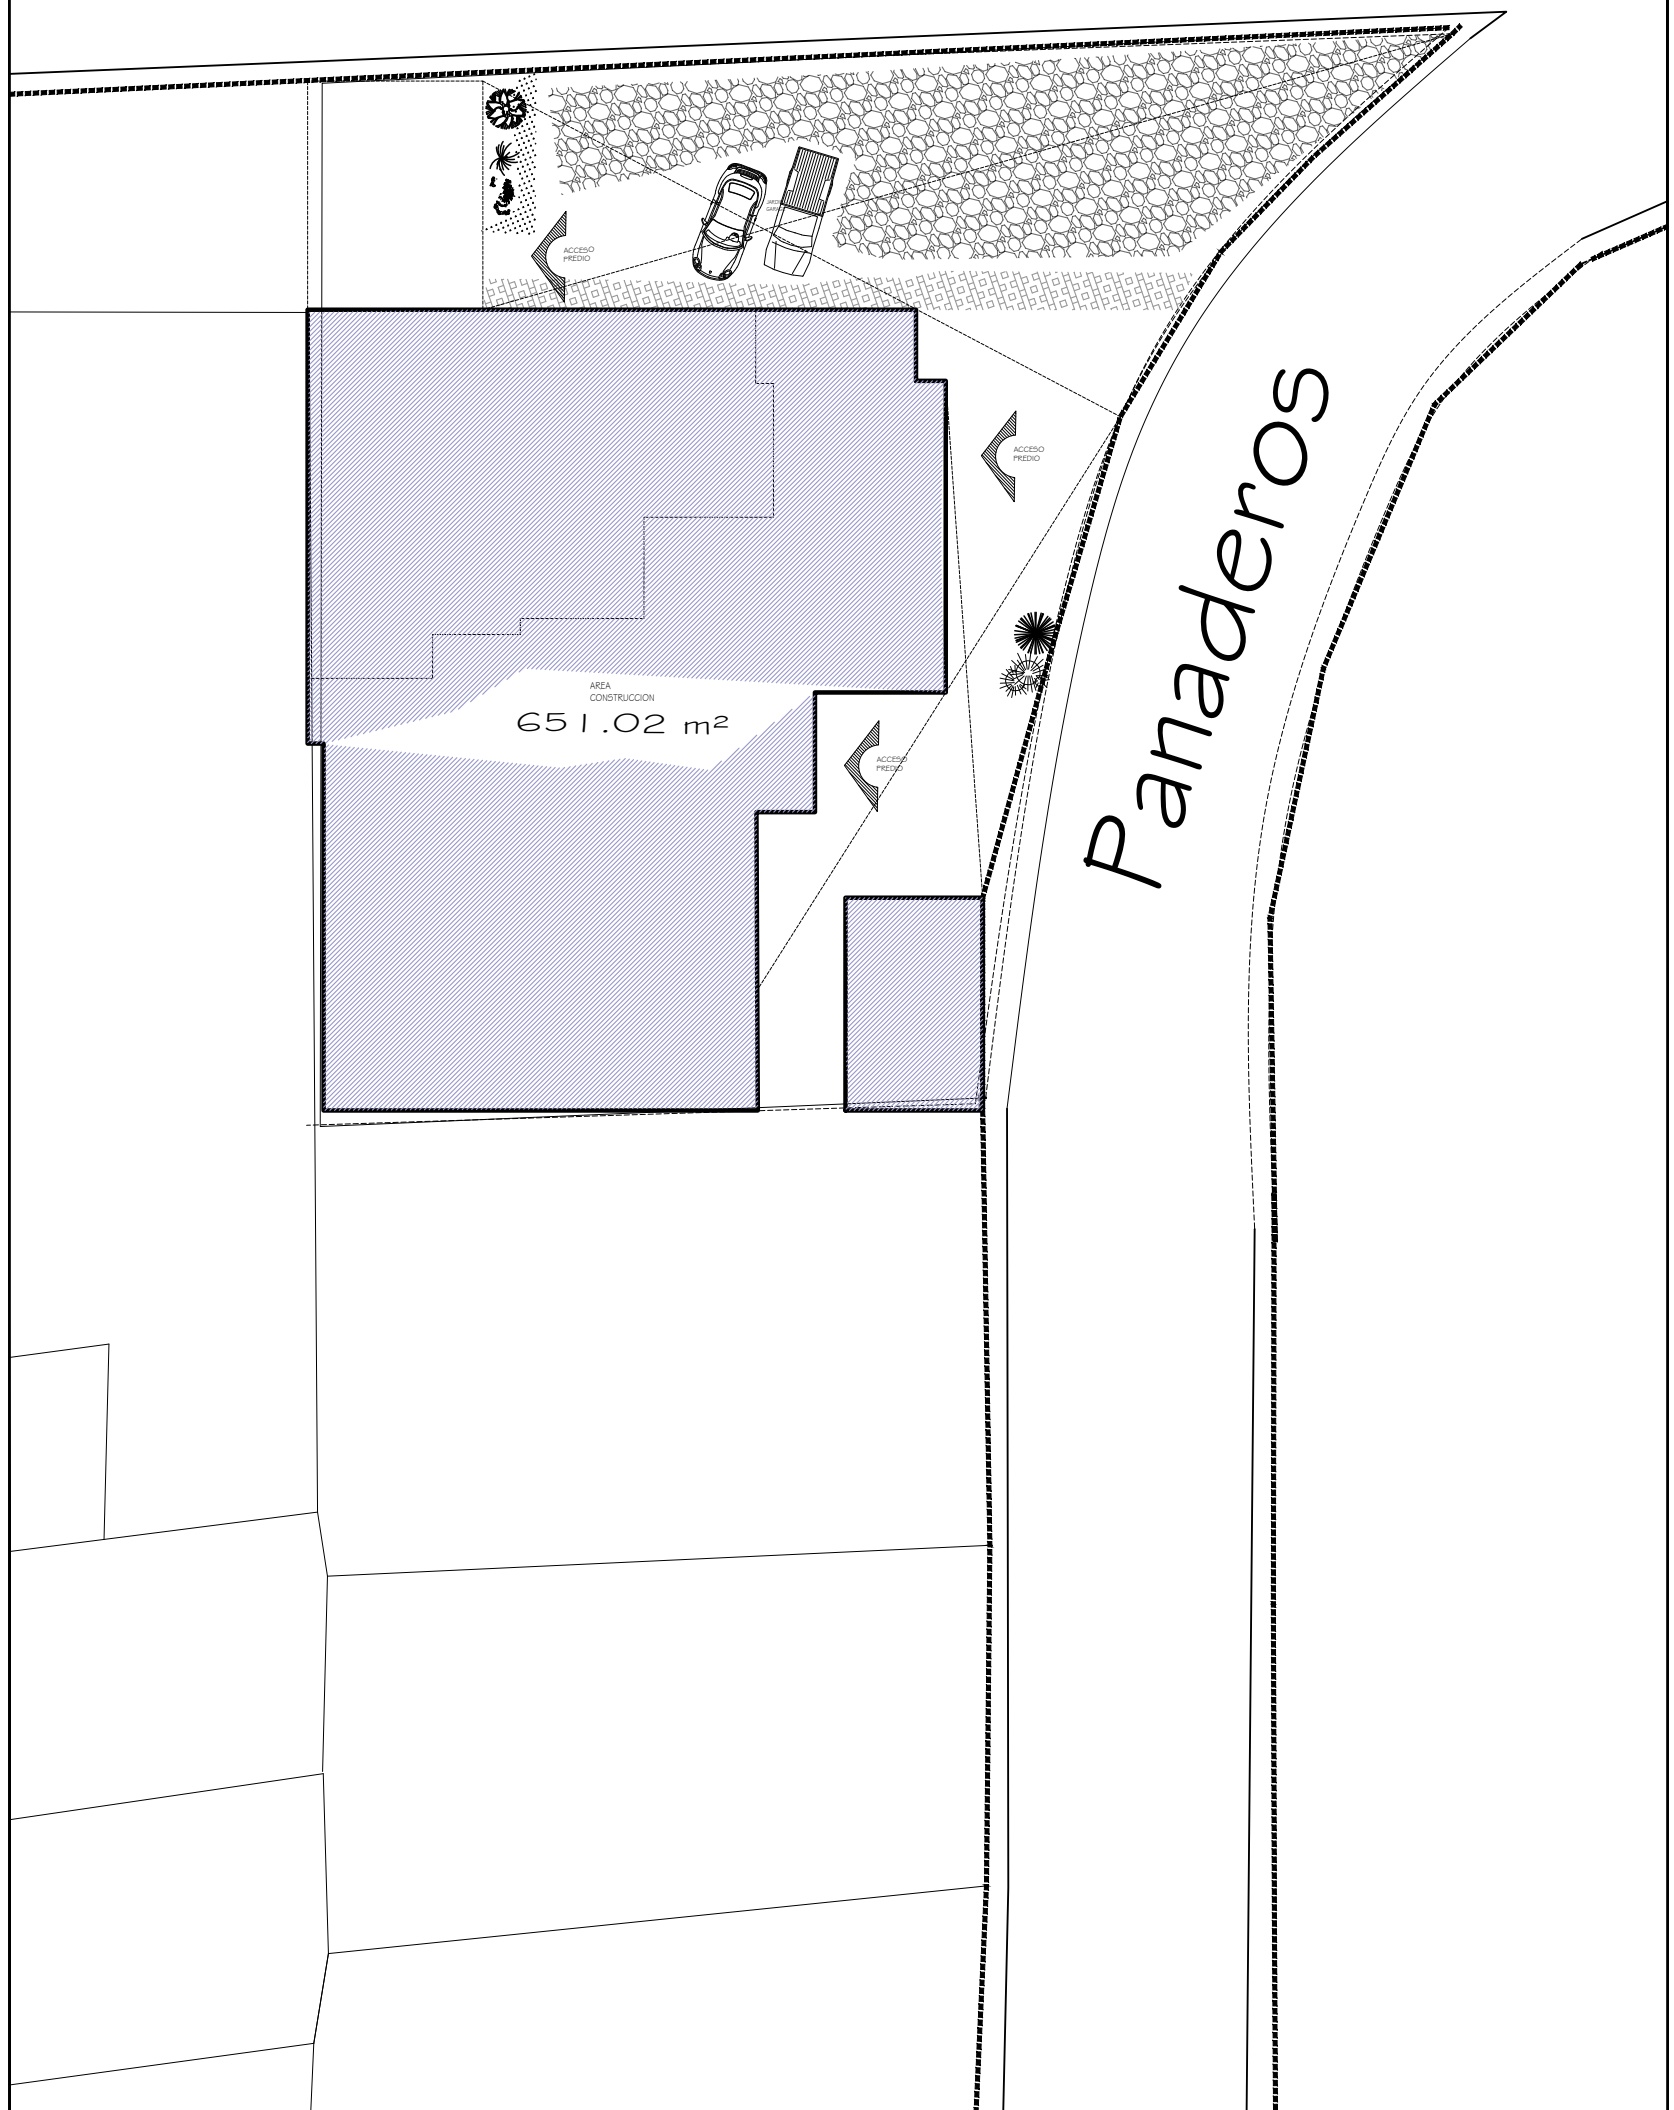 ACCESO
PREDIO
ACCESO
PREDIO
AREA
CONSTRUCCION
651.02 m²
ACCESO
PREDIO
Panaderos